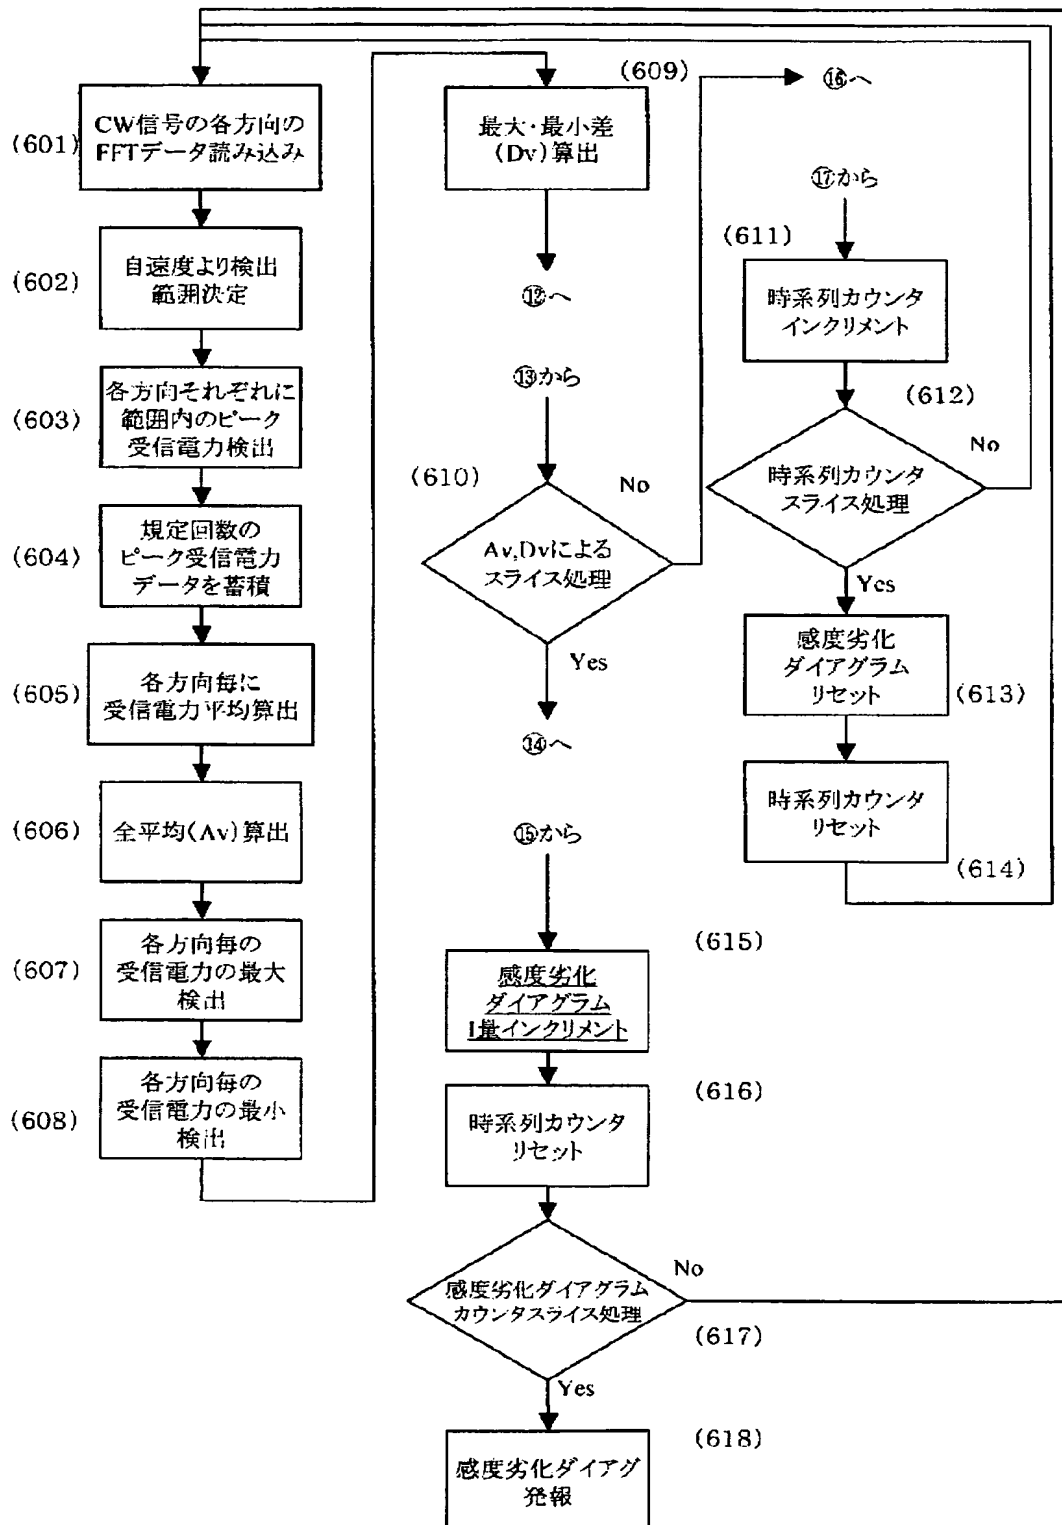 (601)
CW信号の各方向の
FFTデータ読み込み
(602)
自速度より検出
範囲決定
(603)
各方向それぞれに
範囲内のピーク
受信電力検出
(604)
規定回数の
ピーク受信電力
データを蓄積
(605)
各方向毎に
受信電力平均算出
(606)
全平均(Av)算出
(607)
各方向毎の
受信電力の最大
検出
(608)
各方向毎の
受信電力の最小
検出
(609)
最大・最小差
(Dv)算出
⑫へ
⑬から
(610)
No
Av,Dvによる
スライス処理
Yes
⑭へ
⑮から
(615)
感度劣化
ダイアグラム
I量インクリメント
(616)
時系列カウンタ
リセット
No
感度劣化ダイアグラム
カウンタスライス処理
(617)
Yes
(618)
感度劣化ダイアグ
発報
⑯へ
⑰から
(611)
時系列カウンタ
インクリメント
(612)
No
時系列カウンタ
スライス処理
Yes
感度劣化
ダイアグラム
リセット
(613)
時系列カウンタ
リセット
(614)